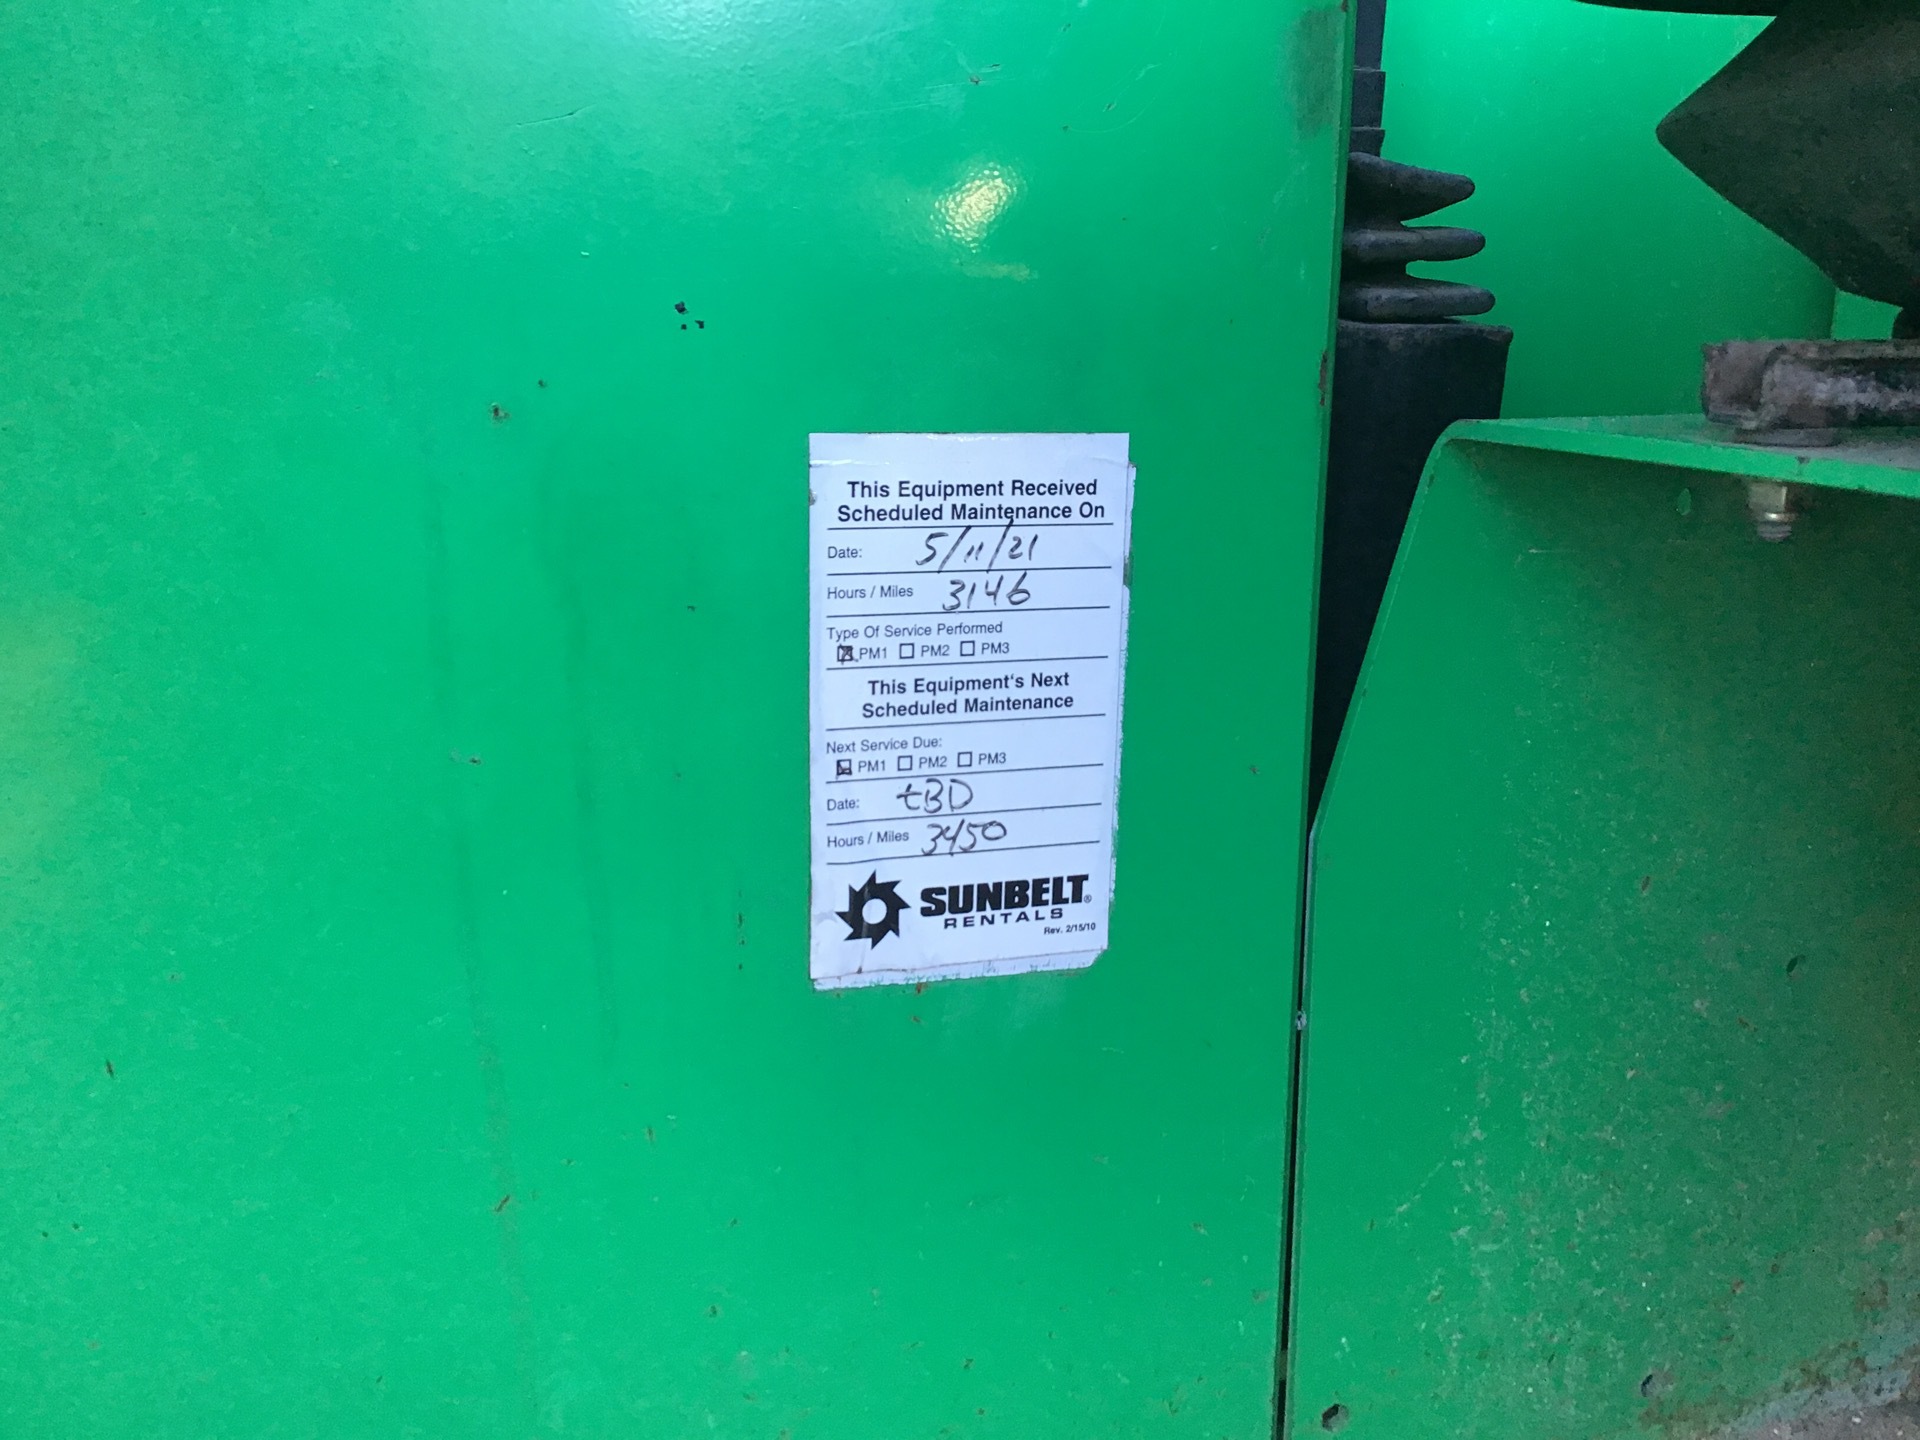 This Equipment Received
Scheduled Maintenance On
Date: 5/11/21
Hours / Miles 3146
Type Of Service Performed
☒ PM1 ☐ PM2 ☐ PM3
This Equipment's Next
Scheduled Maintenance
Next Service Due:
☒ PM1 ☐ PM2 ☐ PM3
Date: tBD
Hours / Miles 3450
SUNBELT®
RENTALS
Rev. 2/15/10